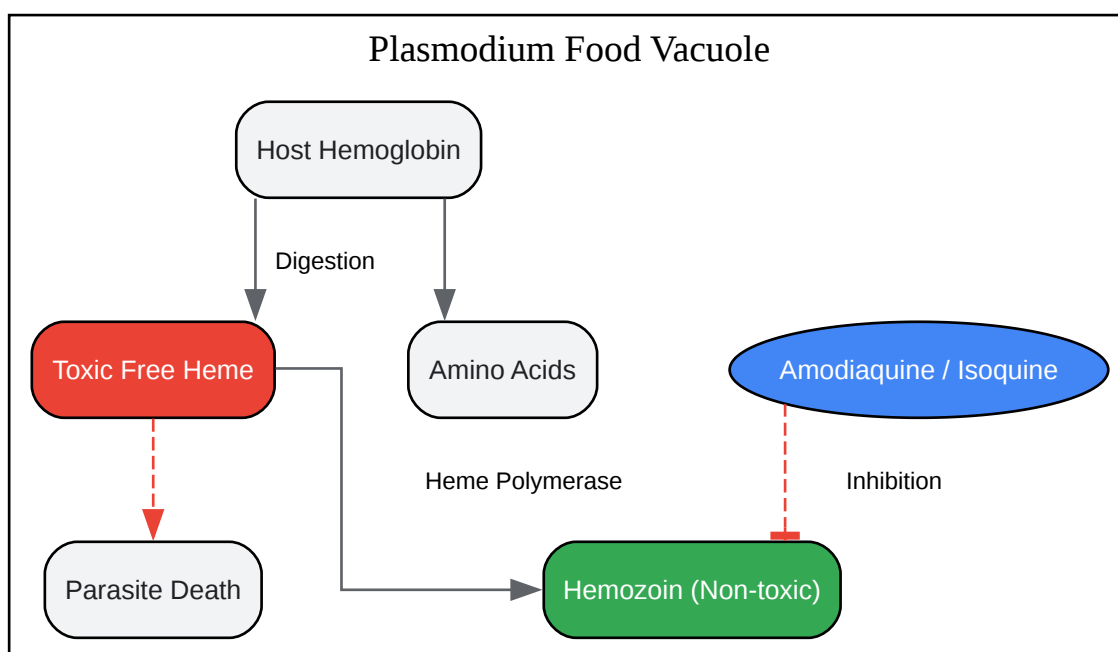 Plasmodium Food Vacuole
Host Hemoglobin
Digestion
Toxic Free Heme
Amino Acids
Amodiaquine / Isoquine
Heme Polymerase
Inhibition
Parasite Death
Hemozoin (Non-toxic)